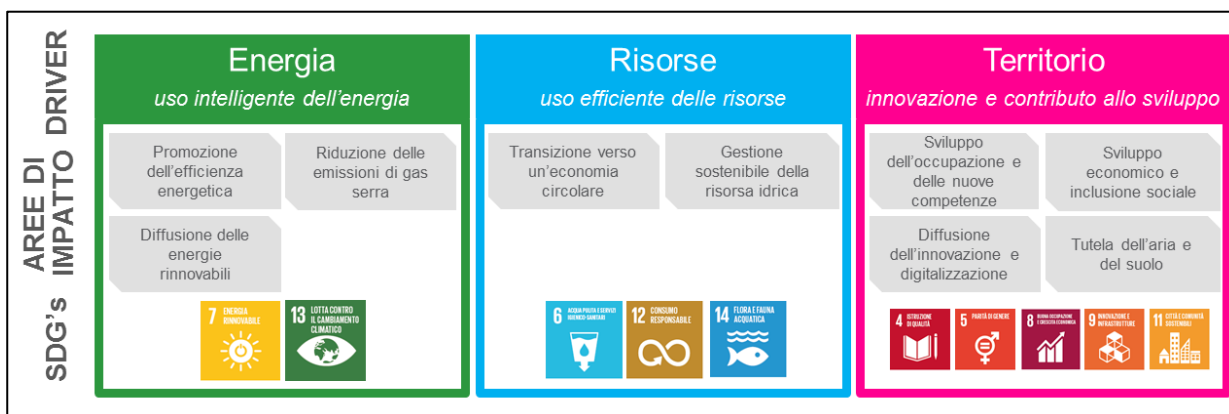 DRIVER
Energia
uso intelligente dell'energia
Risorse
uso efficiente delle risorse
Territorio
innovazione e contributo allo sviluppo
AREE DI
IMPATTO
Promozione
dell'efficienza
energetica
Riduzione delle
emissioni di gas
serra
Diffusione delle
energie
rinnovabili
Transizione verso
un'economia
circolare
Gestione
sostenibile della
risorsa idrica
Sviluppo
dell'occupazione e
delle nuove
competenze
Sviluppo
economico e
inclusione sociale
Diffusione
dell'innovazione e
digitalizzazione
Tutela dell'aria e
del suolo
SDG's
7 ENERGIA
RINNOVABILE
13 LOTTA CONTRO
IL CAMBIAMENTO
CLIMATICO
6 ACQUA PULITA E SERVIZI
IGIENICO-SANITARI
12 CONSUMO
RESPONSABILE
14 FLORA E FAUNA
ACQUATICA
4 ISTRUZIONE
DI QUALITÀ
5 PARITÀ DI GENERE
8 BUONA OCCUPAZIONE
E CRESCITA ECONOMICA
9 INNOVAZIONE E
INFRASTRUTTURE
11 CITTÀ E COMUNITÀ
SOSTENIBILI